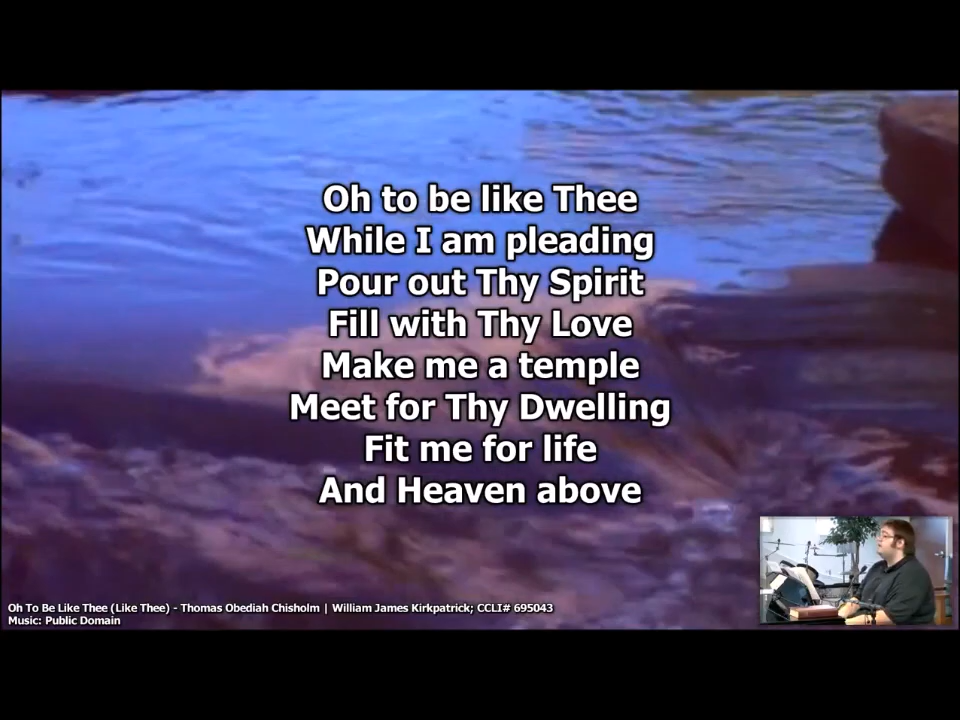 Oh to be like Thee
While I am pleading
Pour out Thy Spirit
Fill with Thy Love
Make me a temple
Meet for Thy Dwelling
Fit me for life
And Heaven above
Oh To Be Like Thee (Like Thee) - Thomas Obediah Chisholm | William James Kirkpatrick; CCLI# 695043
Music: Public Domain